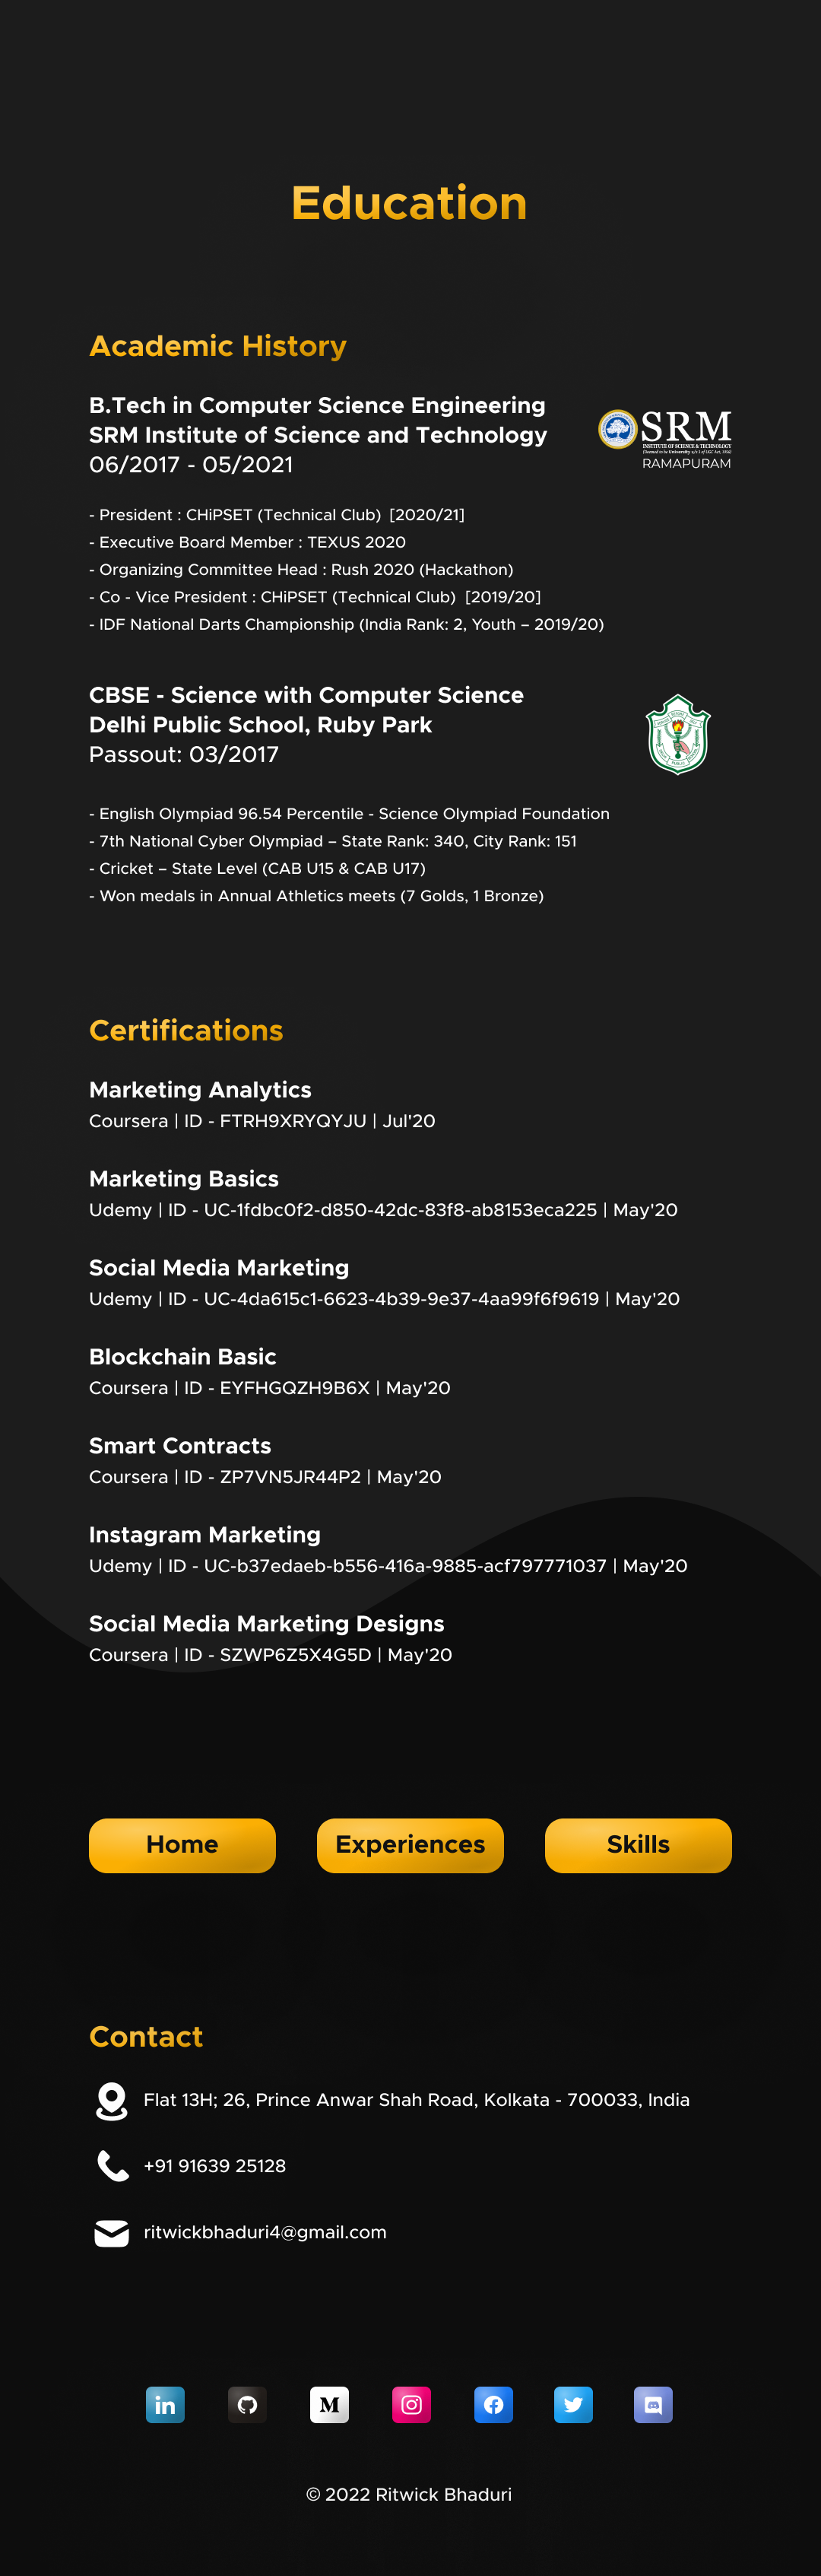 Education
Academic History
B.Tech in Computer Science Engineering
SRM Institute of Science and Technology
06/2017 - 05/2021
SRM
INSTITUTE OF SCIENCE & TECHNOLOGY
Deemed to be University u/s 3 of UGC Act, 1956
RAMAPURAM
- President : CHiPSET (Technical Club) [2020/21]
- Executive Board Member : TEXUS 2020
- Organizing Committee Head : Rush 2020 (Hackathon)
- Co - Vice President : CHiPSET (Technical Club) [2019/20]
- IDF National Darts Championship (India Rank: 2, Youth – 2019/20)
CBSE - Science with Computer Science
Delhi Public School, Ruby Park
Passout: 03/2017
- English Olympiad 96.54 Percentile - Science Olympiad Foundation
- 7th National Cyber Olympiad – State Rank: 340, City Rank: 151
- Cricket – State Level (CAB U15 & CAB U17)
- Won medals in Annual Athletics meets (7 Golds, 1 Bronze)
Certifications
Marketing Analytics
Coursera | ID - FTRH9XRYQYJU | Jul'20
Marketing Basics
Udemy | ID - UC-1fdbc0f2-d850-42dc-83f8-ab8153eca225 | May'20
Social Media Marketing
Udemy | ID - UC-4da615c1-6623-4b39-9e37-4aa99f6f9619 | May'20
Blockchain Basic
Coursera | ID - EYFHGQZH9B6X | May'20
Smart Contracts
Coursera | ID - ZP7VN5JR44P2 | May'20
Instagram Marketing
Udemy | ID - UC-b37edaeb-b556-416a-9885-acf797771037 | May'20
Social Media Marketing Designs
Coursera | ID - SZWP6Z5X4G5D | May'20
Home
Experiences
Skills
Contact
Flat 13H; 26, Prince Anwar Shah Road, Kolkata - 700033, India
+91 91639 25128
ritwickbhaduri4@gmail.com
in
M
© 2022 Ritwick Bhaduri